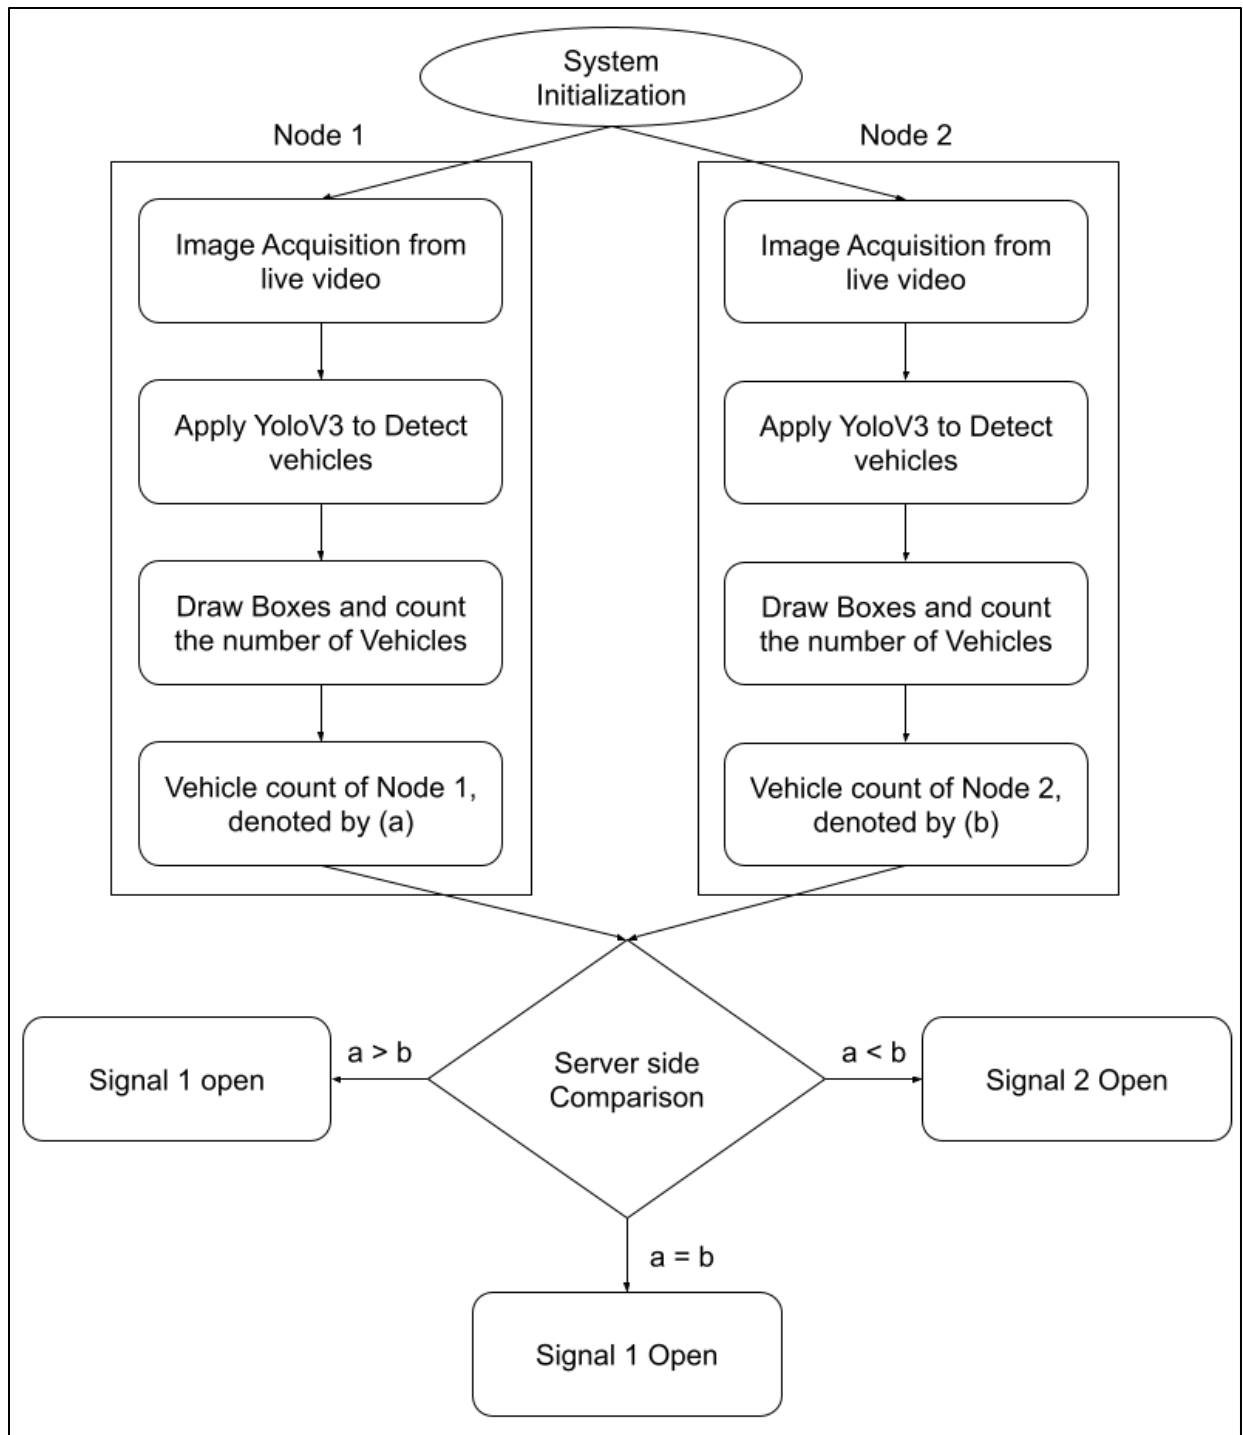 System
Initialization
Node 1
Node 2
Image Acquisition from
live video
Apply YoloV3 to Detect
vehicles
Draw Boxes and count
the number of Vehicles
Vehicle count of Node 1,
denoted by (a)
Image Acquisition from
live video
Apply YoloV3 to Detect
vehicles
Draw Boxes and count
the number of Vehicles
Vehicle count of Node 2,
denoted by (b)
Server side
Comparison
a > b
Signal 1 open
a < b
Signal 2 Open
a = b
Signal 1 Open